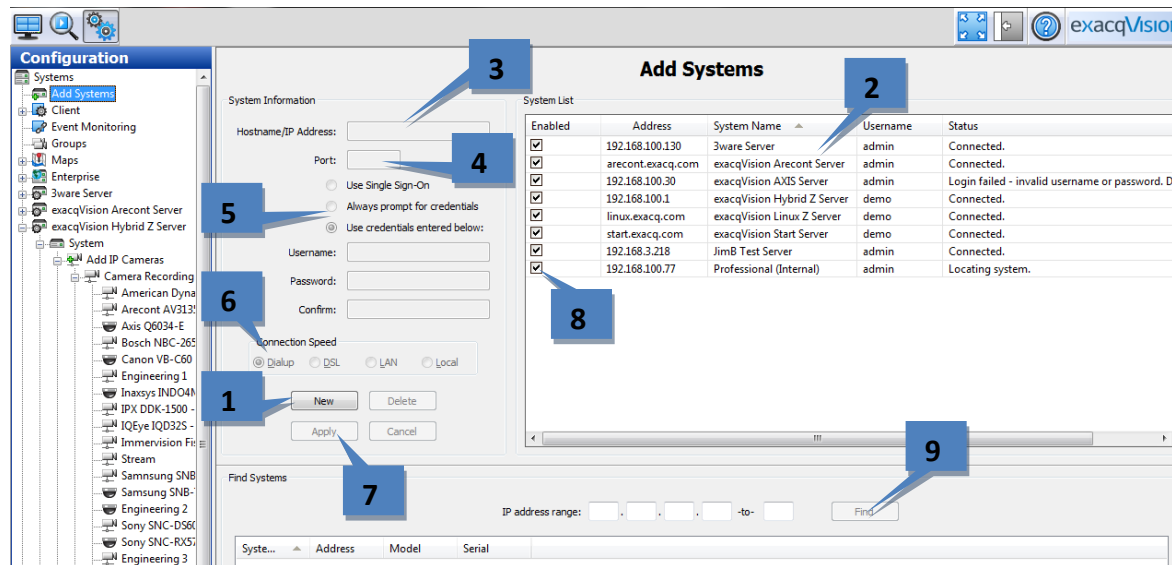 exacqVision
Configuration
Systems
Add Systems
Client
Event Monitoring
Groups
Maps
Enterprise
3ware Server
exacqVision Arecont Server
exacqVision Hybrid Z Server
System
Add IP Cameras
Camera Recording
American Dyna
Arecont AV313
Axis Q6034-E
Bosch NBC-265
Canon VB-C60
Engineering 1
Inaxsys INDO4N
IPX DDK-1500 -
IQEye IQD32S -
Immervision Fi
Stream
Samnsung SNB
Samsung SNB-
Engineering 2
Sony SNC-DS60
Sony SNC-RX57
Engineering 3
Add Systems
System Information
Hostname/IP Address:
Port:
Use Single Sign-On
Always prompt for credentials
Use credentials entered below:
Username:
Password:
Confirm:
Connection Speed
Dialup DSL LAN Local
New Delete
Apply Cancel
3
4
5
6
1
7
System List
Enabled Address System Name Username Status
192.168.100.130 3ware Server admin Connected.
arecont.exacq.com exacqVision Arecont Server admin Connected.
192.168.100.30 exacqVision AXIS Server admin Login failed - invalid username or password. D
192.168.100.1 exacqVision Hybrid Z Server demo Connected.
linux.exacq.com exacqVision Linux Z Server demo Connected.
start.exacq.com exacqVision Start Server demo Connected.
192.168.3.218 JimB Test Server admin Connected.
192.168.100.77 Professional (Internal) admin Locating system.
2
8
9
Find Systems
IP address range: . . . -to- Find
Syste... Address Model Serial